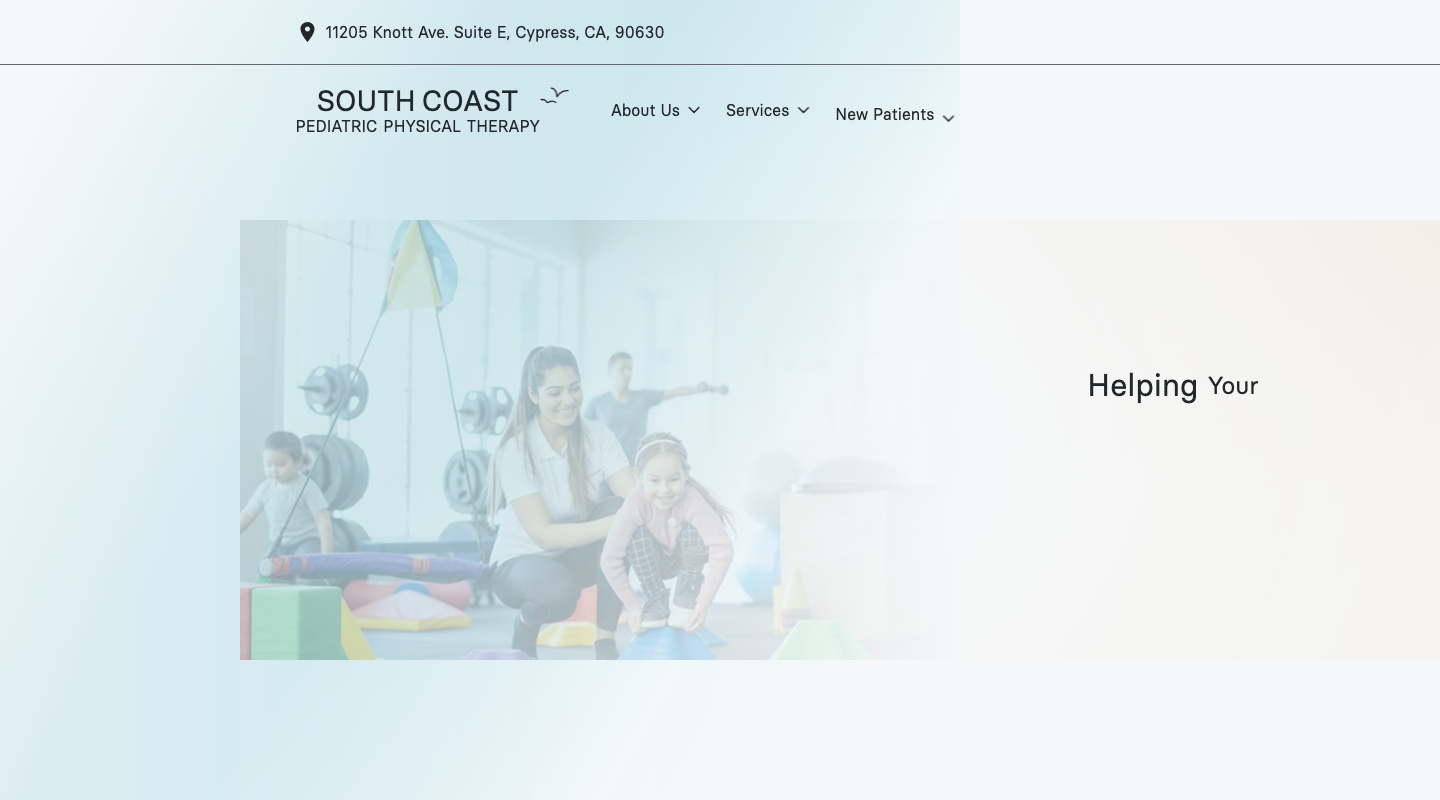 11205 Knott Ave. Suite E, Cypress, CA, 90630
SOUTH COAST
PEDIATRIC PHYSICAL THERAPY
About Us
Services
New Patients
Helping Your